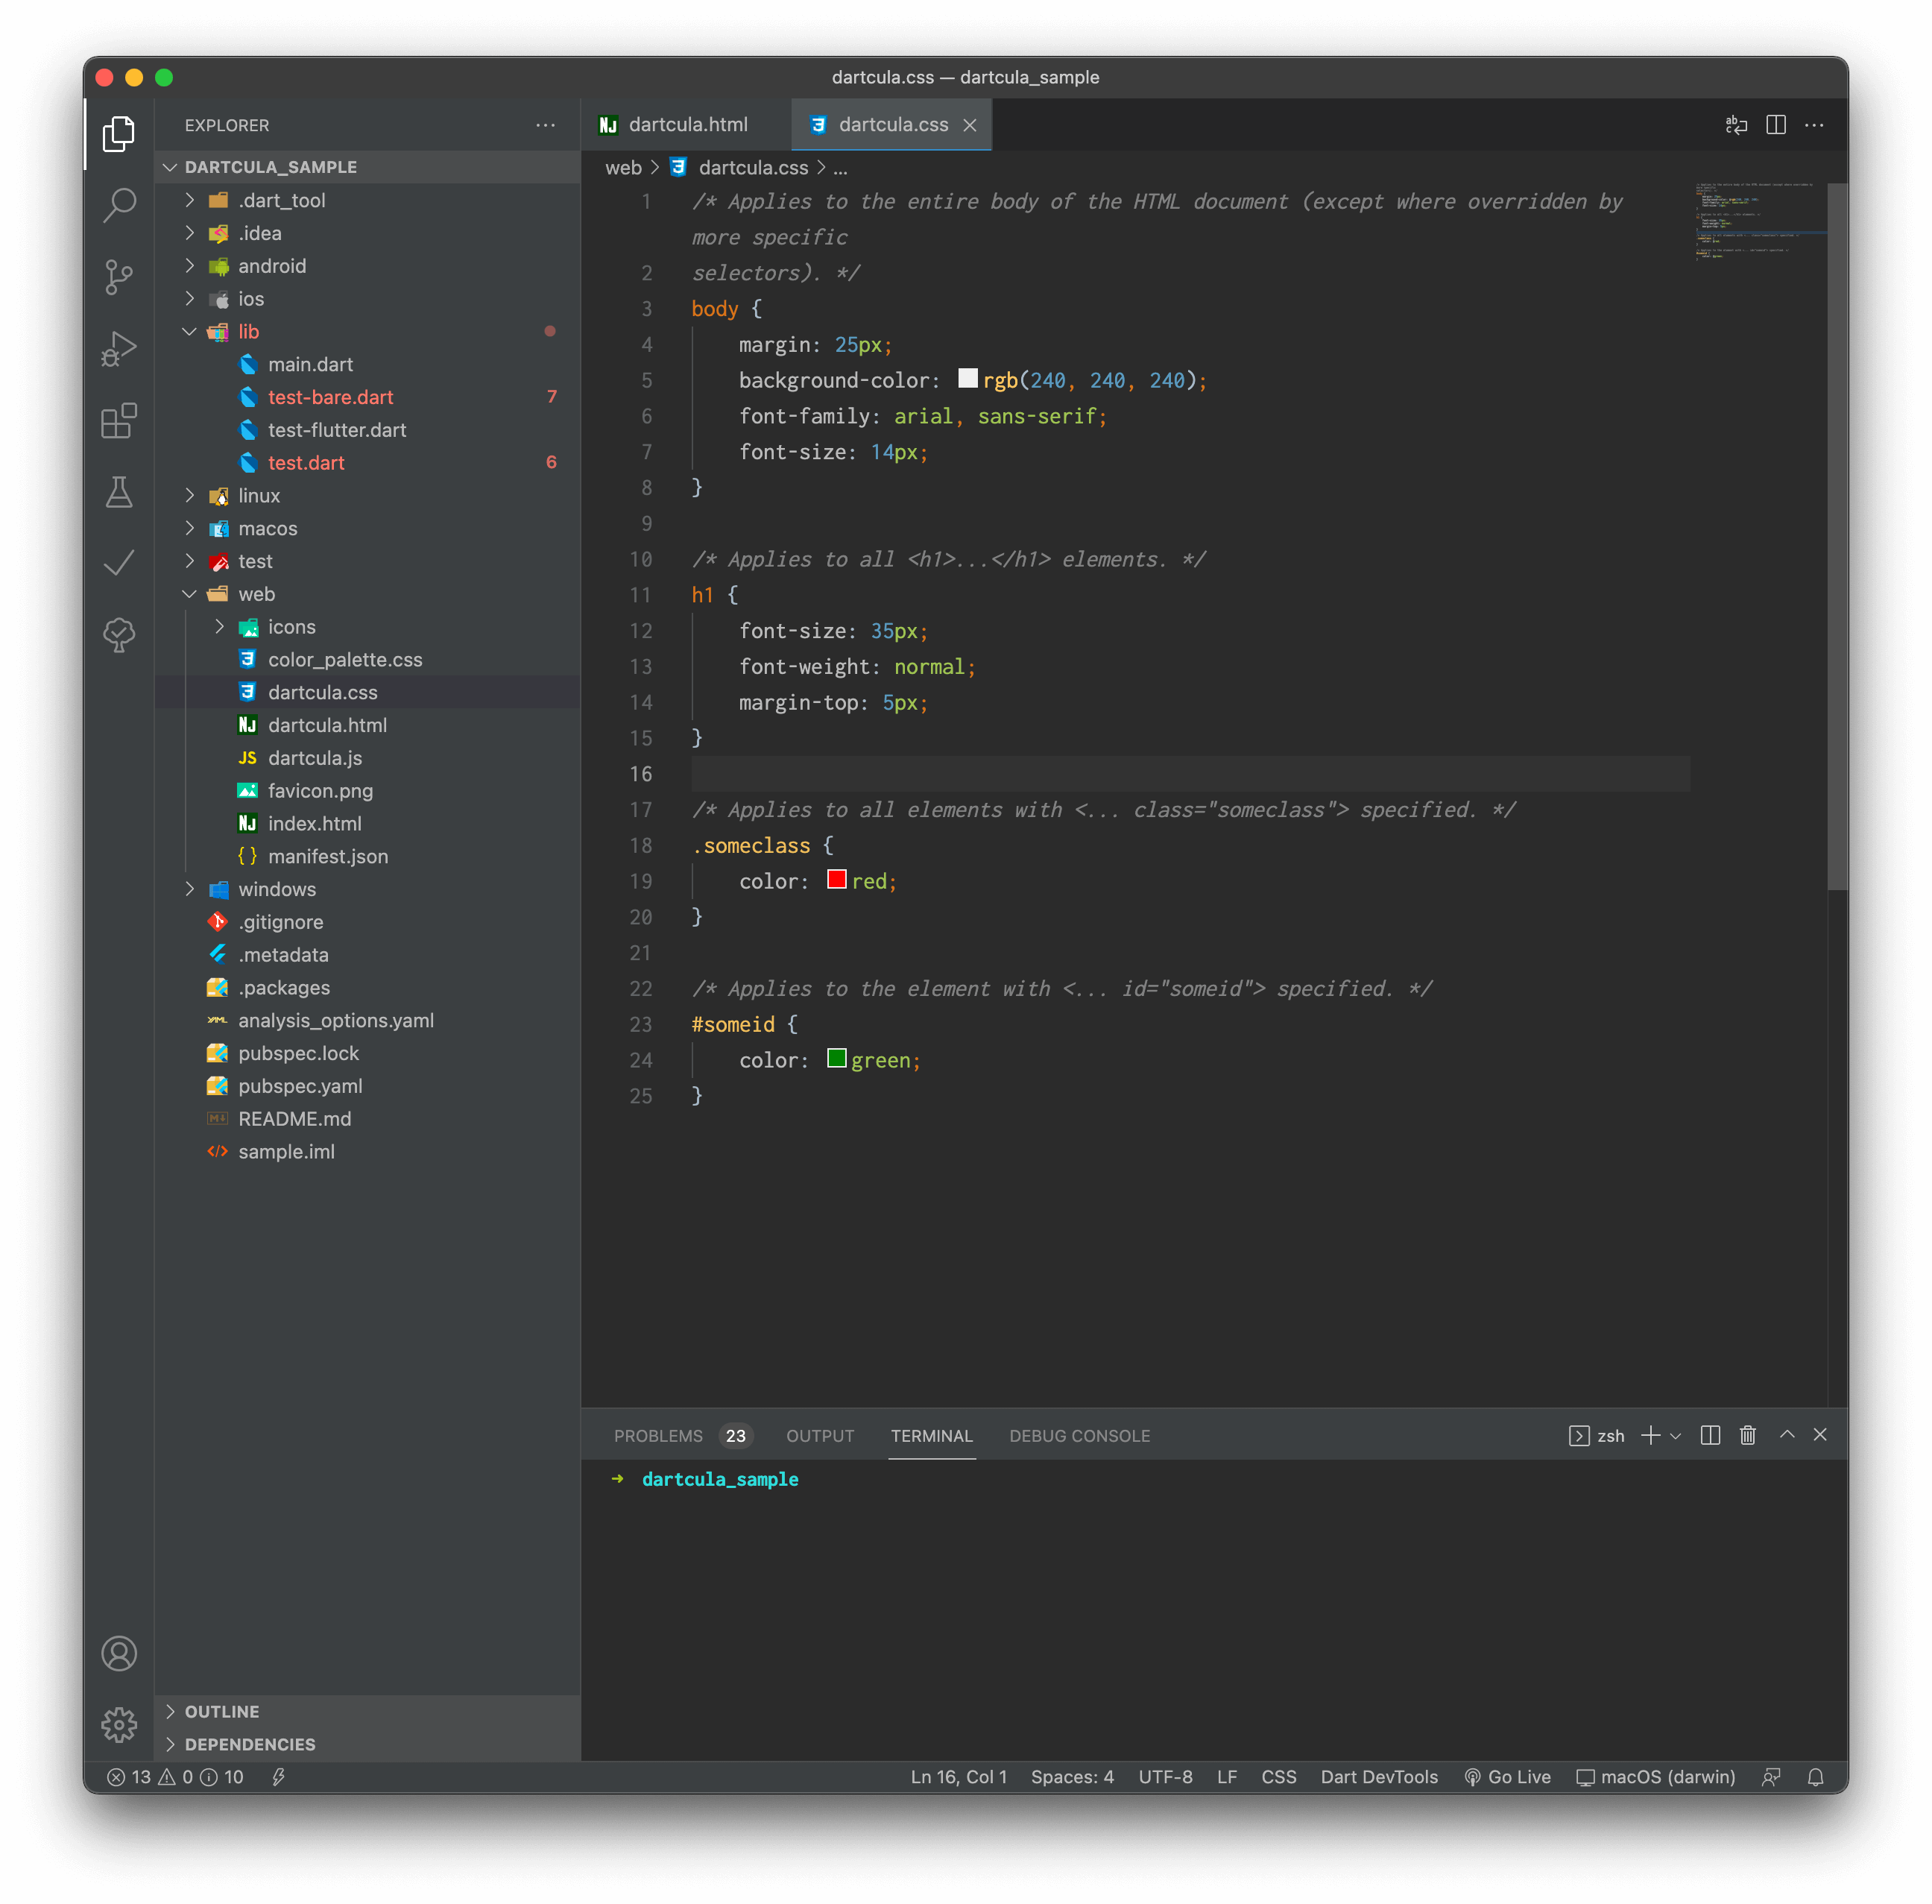 dartcula.css — dartcula_sample
EXPLORER
DARTCULA_SAMPLE
.dart_tool
.idea
android
ios
lib
main.dart
test-bare.dart 7
test-flutter.dart
test.dart 6
linux
macos
test
web
icons
color_palette.css
dartcula.css
dartcula.html
JS dartcula.js
favicon.png
index.html
{ } manifest.json
windows
.gitignore
.metadata
.packages
analysis_options.yaml
pubspec.lock
pubspec.yaml
README.md
</> sample.iml
OUTLINE
DEPENDENCIES
NJ dartcula.html dartcula.css
web > dartcula.css > ...
1 /* Applies to the entire body of the HTML document (except where overridden by
more specific
2 selectors). */
3 body {
4 margin: 25px;
5 background-color: rgb(240, 240, 240);
6 font-family: arial, sans-serif;
7 font-size: 14px;
8 }
9
10 /* Applies to all <h1>...</h1> elements. */
11 h1 {
12 font-size: 35px;
13 font-weight: normal;
14 margin-top: 5px;
15 }
16
17 /* Applies to all elements with <... class="someclass"> specified. */
18 .someclass {
19 color: red;
20 }
21
22 /* Applies to the element with <... id="someid"> specified. */
23 #someid {
24 color: green;
25 }
PROBLEMS 23 OUTPUT TERMINAL DEBUG CONSOLE zsh
→ dartcula_sample
13 0 10 Ln 16, Col 1 Spaces: 4 UTF-8 LF CSS Dart DevTools Go Live macOS (darwin)